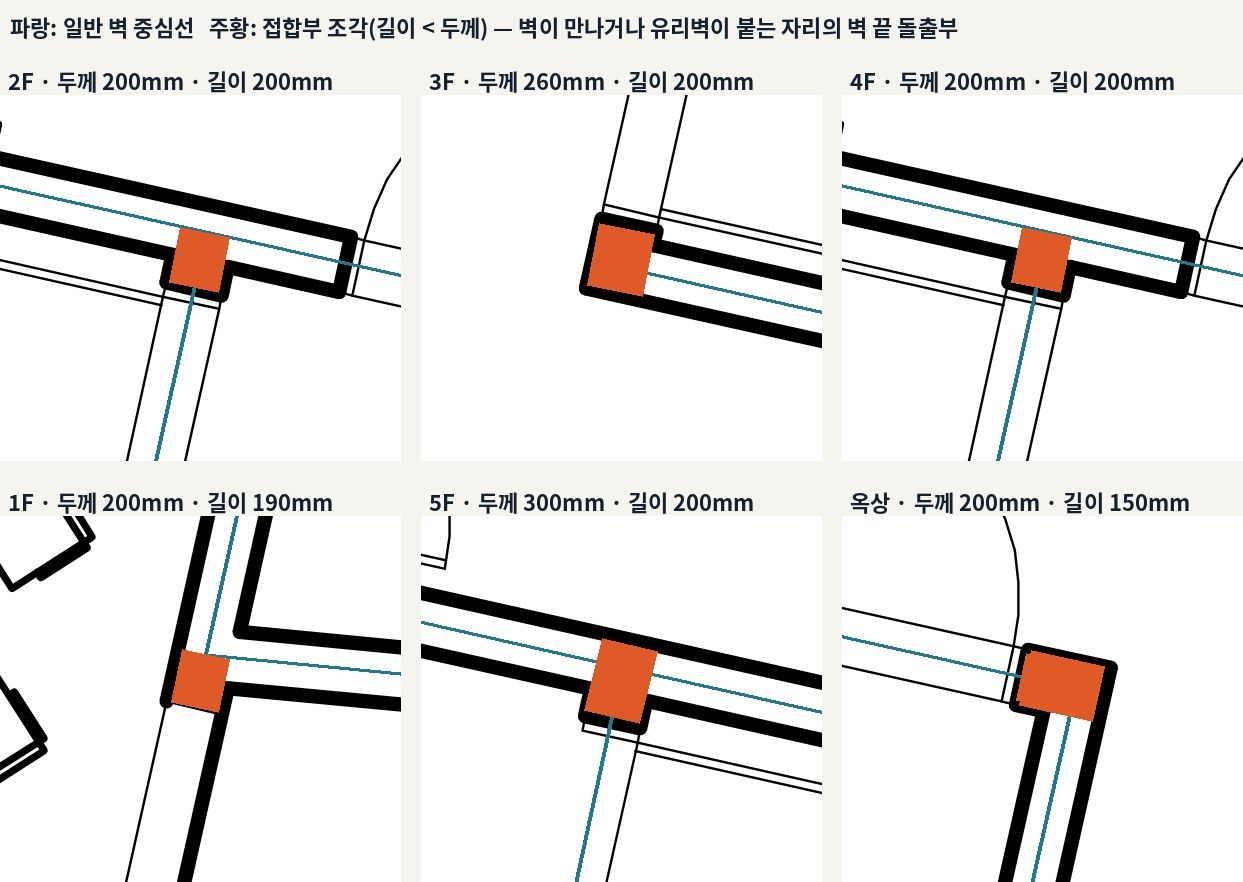 파랑: 일반 벽 중심선 주황: 접합부 조각(길이 < 두께) — 벽이 만나거나 유리벽이 붙는 자리의 벽 끝 돌출부
2F · 두께 200mm · 길이 200mm
3F · 두께 260mm · 길이 200mm
4F · 두께 200mm · 길이 200mm
1F · 두께 200mm · 길이 190mm
5F · 두께 300mm · 길이 200mm
옥상 · 두께 200mm · 길이 150mm